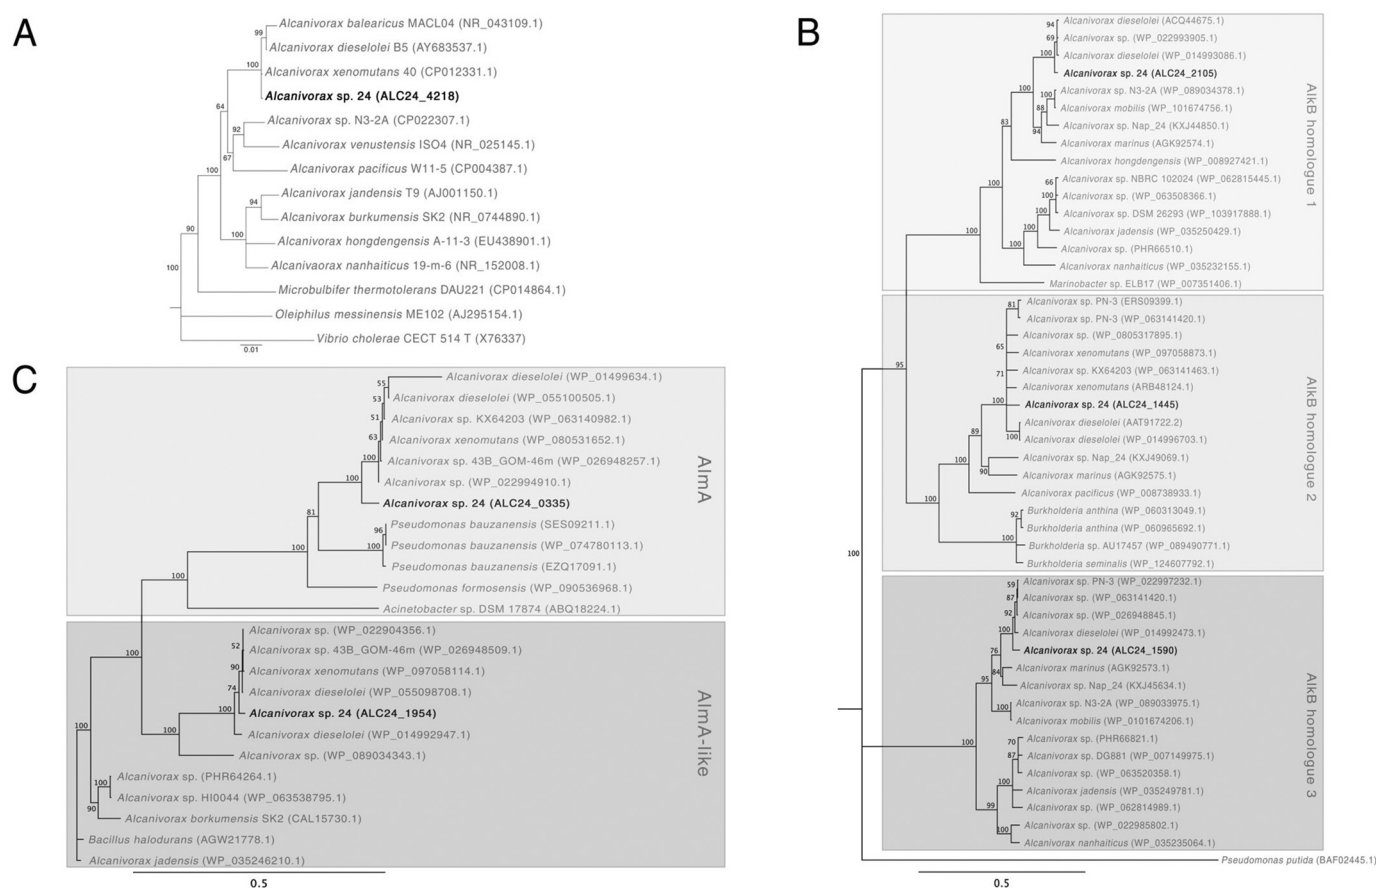 A
Alcanivorax balearicus MACL04 (NR_043109.1)
99
Alcanivorax dieselolei B5 (AY683537.1)
100
Alcanivorax xenomutans 40 (CP012331.1)
Alcanivorax sp. 24 (ALC24_4218)
64
Alcanivorax sp. N3-2A (CP022307.1)
92
Alcanivorax venustensis ISO4 (NR_025145.1)
67
Alcanivorax pacificus W11-5 (CP004387.1)
100
Alcanivorax jandensis T9 (AJ001150.1)
94
Alcanivorax burkumensis SK2 (NR_0744890.1)
90
100
Alcanivorax hongdengensis A-11-3 (EU438901.1)
Alcanivaorax nanhaiticus 19-m-6 (NR_152008.1)
100
Microbulbifer thermotolerans DAU221 (CP014864.1)
Oleiphilus messinensis ME102 (AJ295154.1)
Vibrio cholerae CECT 514 T (X76337)
0.01
B
Alcanivorax dieselolei (ACQ44675.1)
94
Alcanivorax sp. (WP_022993905.1)
69
Alcanivorax dieselolei (WP_014993086.1)
100
Alcanivorax sp. 24 (ALC24_2105)
Alcanivorax sp. N3-2A (WP_089034378.1)
100
100
Alcanivorax mobilis (WP_101674756.1)
88
Alcanivorax sp. Nap_24 (KXJ44850.1)
83
94
Alcanivorax marinus (AGK92574.1)
Alcanivorax hongdengensis (WP_008927421.1)
Alcanivorax sp. NBRC 102024 (WP_062815445.1)
66
100
Alcanivorax sp. (WP_063508366.1)
100
Alcanivorax sp. DSM 26293 (WP_103917888.1)
100
Alcanivorax jadensis (WP_035250429.1)
100
100
Alcanivorax sp. (PHR66510.1)
100
Alcanivorax nanhaiticus (WP_035232155.1)
Marinobacter sp. ELB17 (WP_007351406.1)
AlkB homologue 1
Alcanivorax sp. PN-3 (ERS09399.1)
81
Alcanivorax sp. PN-3 (WP_063141420.1)
Alcanivorax sp. (WP_0805317895.1)
65
Alcanivorax xenomutans (WP_097058873.1)
95
Alcanivorax sp. KX64203 (WP_063141463.1)
71
Alcanivorax xenomutans (ARB48124.1)
100
Alcanivorax sp. 24 (ALC24_1445)
Alcanivorax dieselolei (AAT91722.2)
89
100
Alcanivorax dieselolei (WP_014996703.1)
Alcanivorax sp. Nap_24 (KXJ49069.1)
100
90
Alcanivorax marinus (AGK92575.1)
Alcanivorax pacificus (WP_008738933.1)
100
Burkholderia anthina (WP_060313049.1)
92
Burkholderia anthina (WP_060965692.1)
100
Burkholderia sp. AU17457 (WP_089490771.1)
Burkholderia seminalis (WP_124607792.1)
AlkB homologue 2
100
Alcanivorax sp. PN-3 (WP_022997232.1)
59
Alcanivorax sp. (WP_063141420.1)
87
Alcanivorax sp. (WP_026948845.1)
92
Alcanivorax dieselolei (WP_014992473.1)
100
Alcanivorax sp. 24 (ALC24_1590)
76
Alcanivorax marinus (AGK92573.1)
84
95
Alcanivorax sp. Nap_24 (KXJ45634.1)
Alcanivorax sp. N3-2A (WP_089033975.1)
100
Alcanivorax mobilis (WP_0101674206.1)
100
Alcanivorax sp. (PHR66821.1)
70
Alcanivorax sp. DG881 (WP_007149975.1)
87
Alcanivorax sp. (WP_063520358.1)
100
Alcanivorax jadensis (WP_035249781.1)
99
Alcanivorax sp. (WP_062814989.1)
Alcanivorax sp. (WP_022985802.1)
100
Alcanivorax nanhaiticus (WP_035235064.1)
AlkB homologue 3
Pseudomonas putida (BAF02445.1)
0.5
C
Alcanivorax dieselolei (WP_01499634.1)
55
Alcanivorax dieselolei (WP_055100505.1)
53
Alcanivorax sp. KX64203 (WP_063140982.1)
51
Alcanivorax xenomutans (WP_080531652.1)
63
Alcanivorax sp. 43B_GOM-46m (WP_026948257.1)
100
Alcanivorax sp. (WP_022994910.1)
100
Alcanivorax sp. 24 (ALC24_0335)
81
Pseudomonas bauzanensis (SES09211.1)
96
100
100
Pseudomonas bauzanensis (WP_074780113.1)
Pseudomonas bauzanensis (EZQ17091.1)
100
Pseudomonas formosensis (WP_090536968.1)
Acinetobacter sp. DSM 17874 (ABQ18224.1)
AlmA
Alcanivorax sp. (WP_022904356.1)
52
Alcanivorax sp. 43B_GOM-46m (WP_026948509.1)
100
90
Alcanivorax xenomutans (WP_097058114.1)
74
Alcanivorax dieselolei (WP_055098708.1)
100
Alcanivorax sp. 24 (ALC24_1954)
100
100
Alcanivorax dieselolei (WP_014992947.1)
Alcanivorax sp. (WP_089034343.1)
Alcanivorax sp. (PHR64264.1)
100
Alcanivorax sp. HI0044 (WP_063538795.1)
90
Alcanivorax borkumensis SK2 (CAL15730.1)
Bacillus halodurans (AGW21778.1)
Alcanivorax jadensis (WP_035246210.1)
AlmA-like
0.5